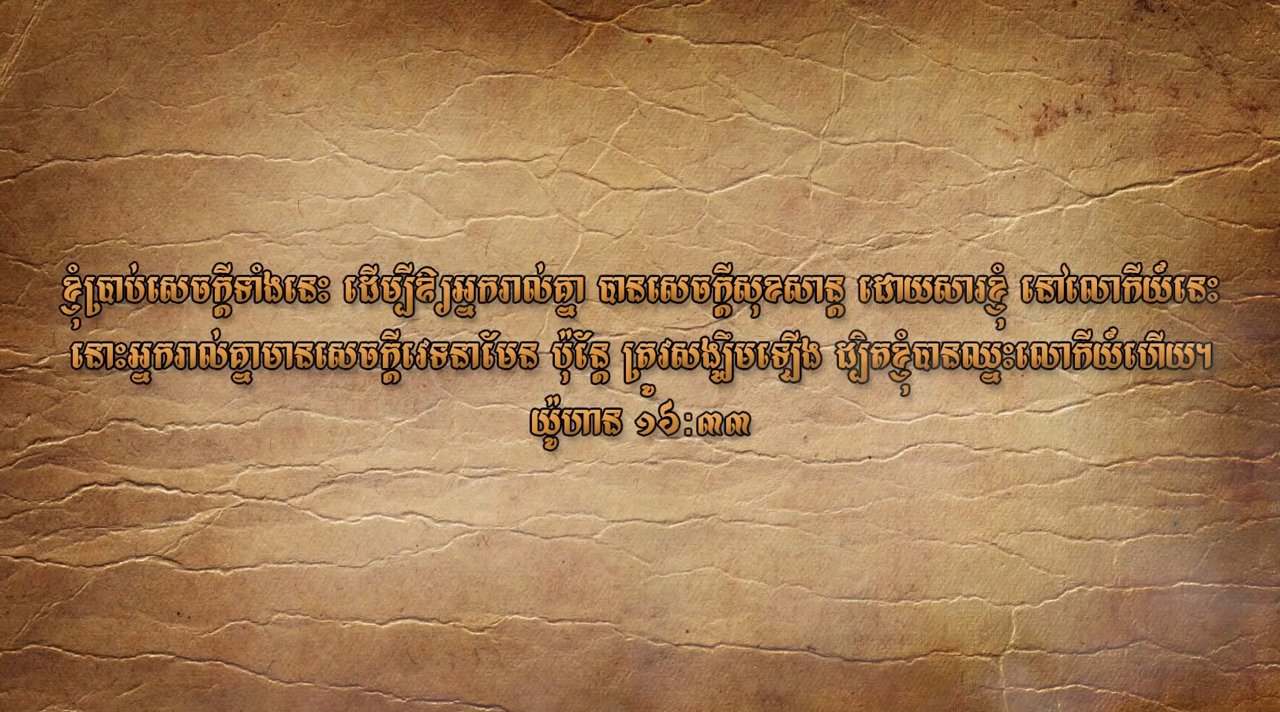 ខ្ញុំប្រាប់សេចក្ដីទាំងនេះ ដើម្បីឱ្យអ្នករាល់គ្នា បានសេចក្ដីសុខសាន្ត ដោយសារខ្ញុំ នៅលោកីយ៍នេះ
នោះអ្នករាល់គ្នាមានសេចក្ដីវេទនាមែន ប៉ុន្តែ ត្រូវសង្ឃឹមឡើង ដ្បិតខ្ញុំបានឈ្នះលោកីយ៍ហើយ។
យ៉ូហាន ១៦:៣៣